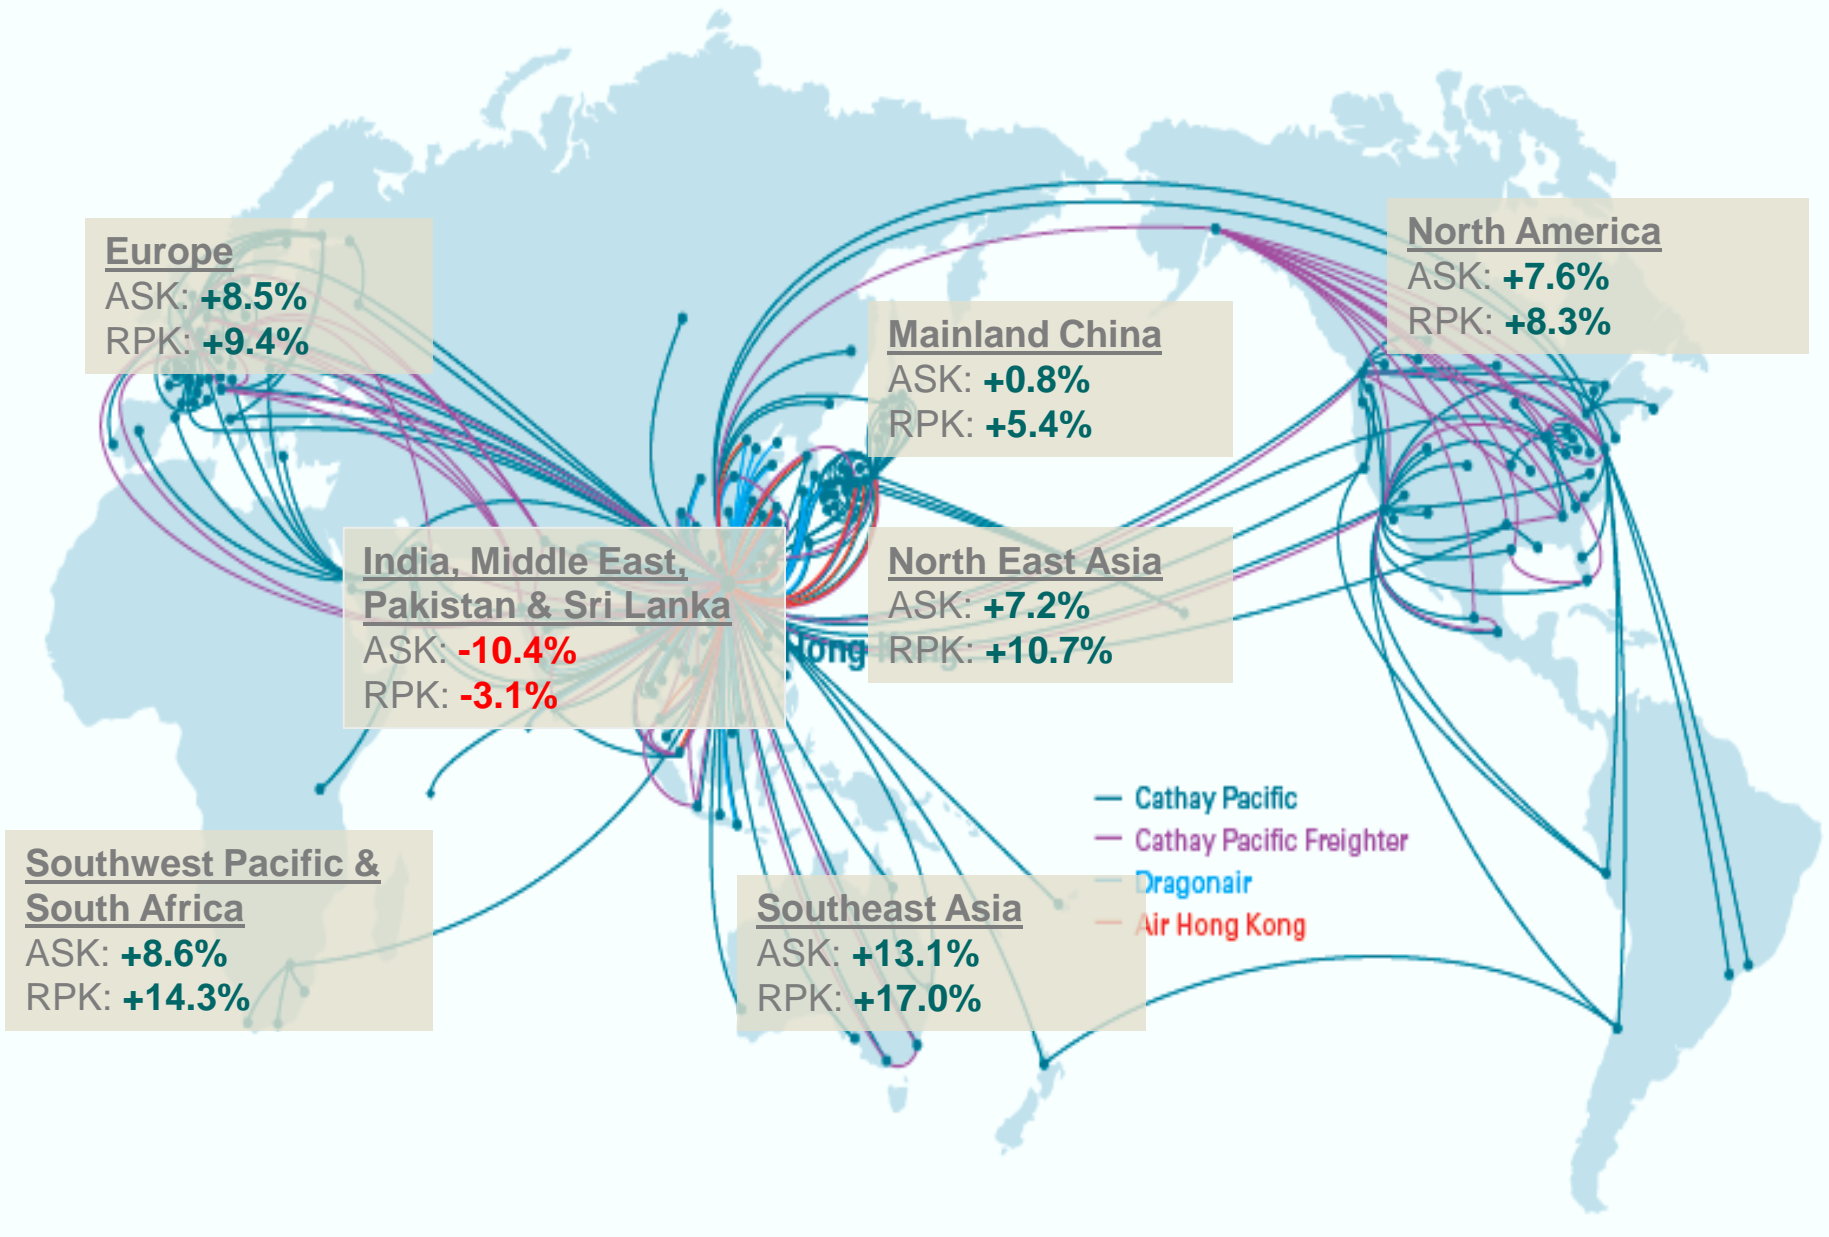 Europe
ASK: +8.5%
RPK: +9.4%
North America
ASK: +7.6%
RPK: +8.3%
Mainland China
ASK: +0.8%
RPK: +5.4%
India, Middle East,
Pakistan & Sri Lanka
ASK: -10.4%
RPK: -3.1%
North East Asia
ASK: +7.2%
RPK: +10.7%
Hong
Cathay Pacific
Cathay Pacific Freighter
Dragonair
Air Hong Kong
Southwest Pacific &
South Africa
ASK: +8.6%
RPK: +14.3%
Southeast Asia
ASK: +13.1%
RPK: +17.0%